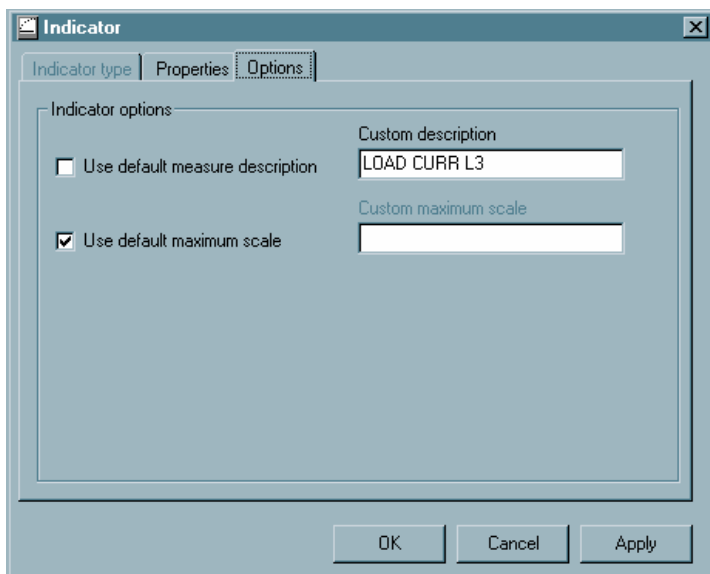 Indicator
Indicator type Properties Options
Indicator options
Custom description
Use default measure description LOAD CURR L3
Custom maximum scale
Use default maximum scale
OK Cancel Apply